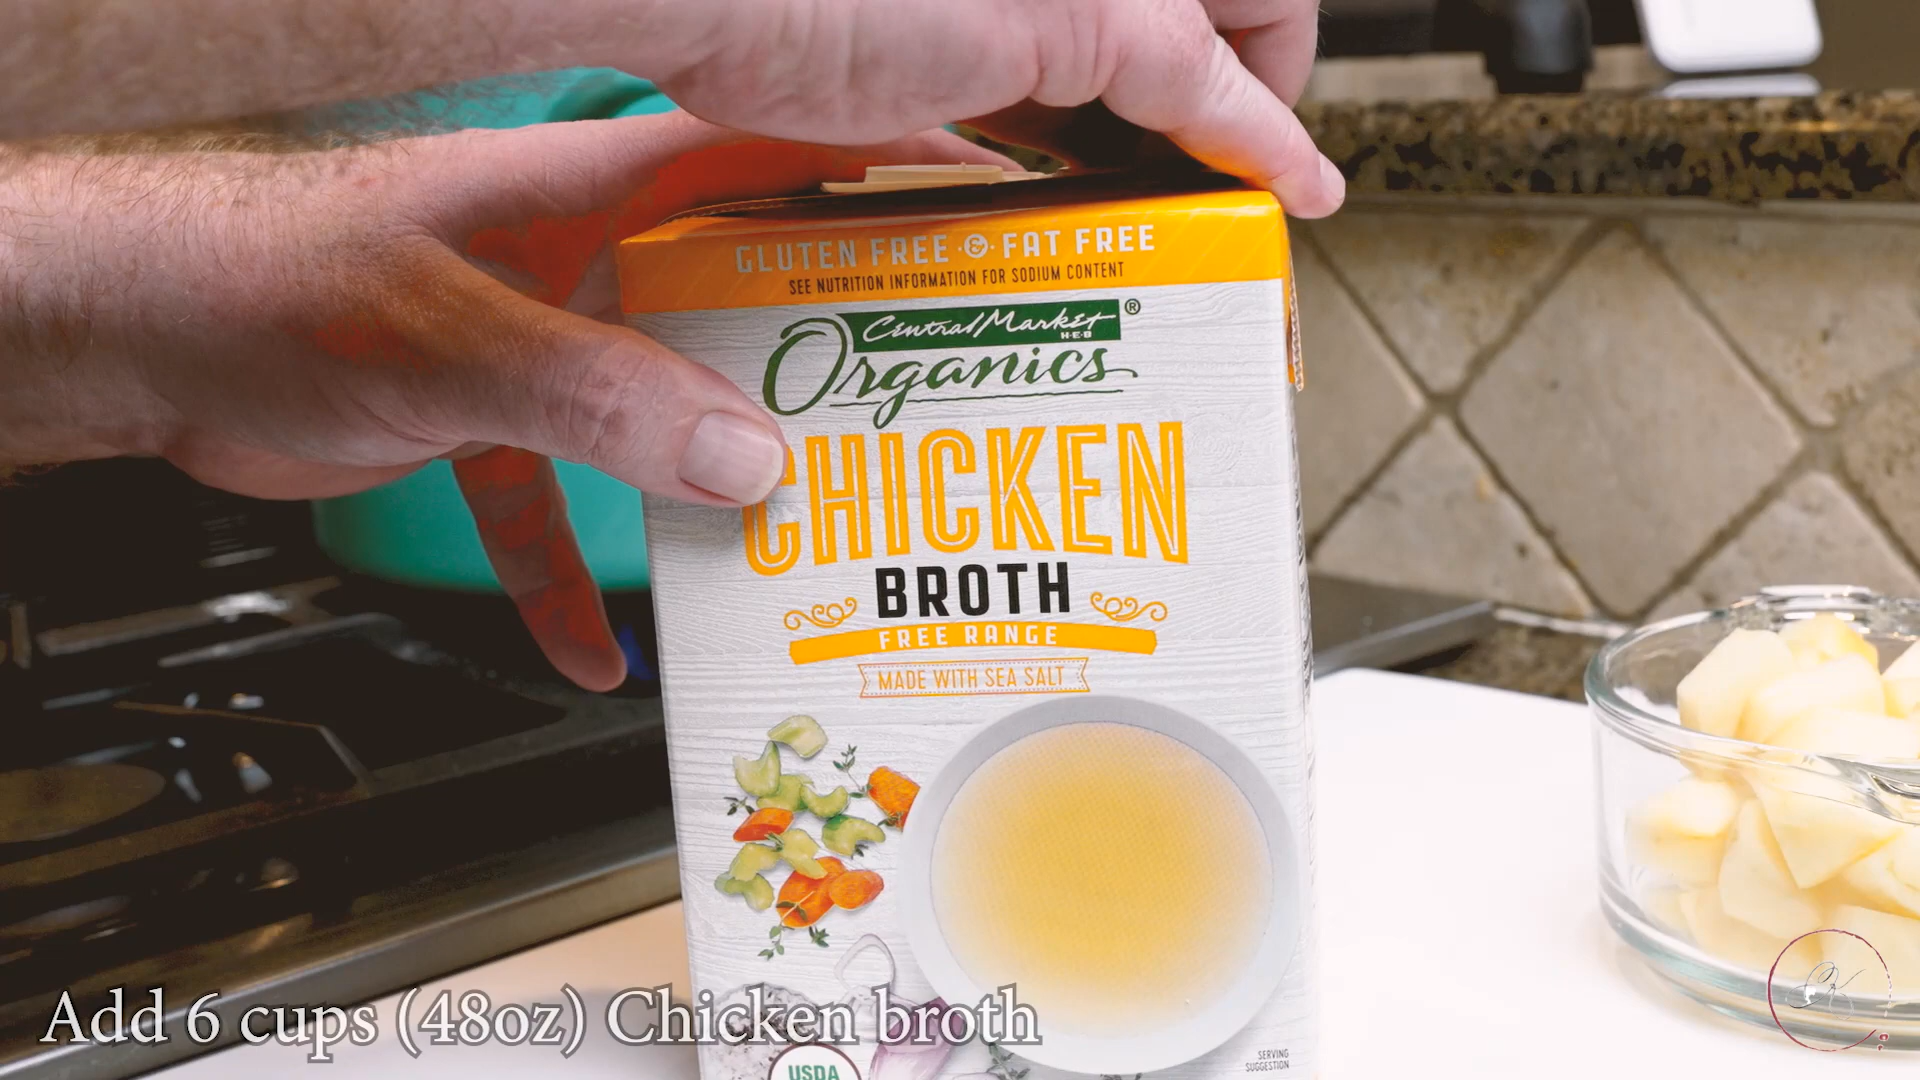 GLUTEN FREE & FAT FREE
SEE NUTRITION INFORMATION FOR SODIUM CONTENT
Central Market ®
H-E-B
Organics
CHICKEN
BROTH
FREE RANGE
MADE WITH SEA SALT
Add 6 cups (48oz) Chicken broth
USDA
SERVING
SUGGESTION